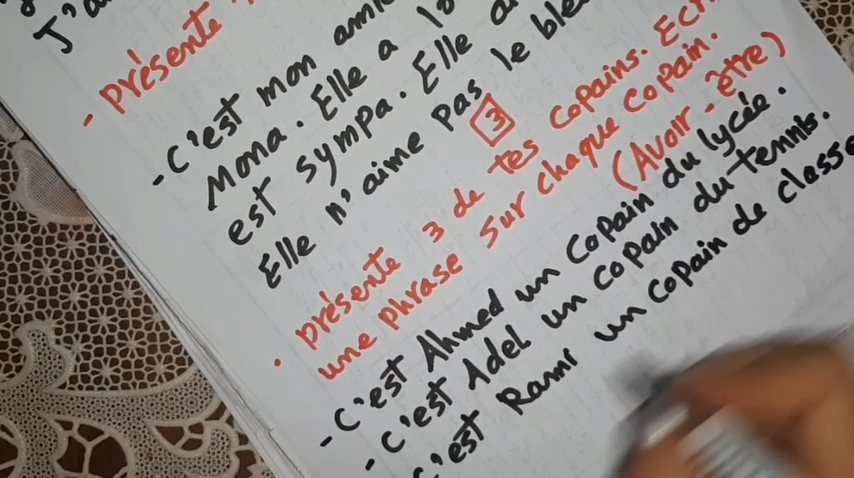 J'a
- présente
- C'est mon amie
Mona. Elle a
est sympa. Elle
Elle n'aime pas le
3
• présente 3 de tes copains. Ecr
une phrase sur chaque copain.
(Avoir - être)
- C'est Ahmed un copain du lycée.
- C'est Adel un copain du tennis.
C'est Rami un copain de classe